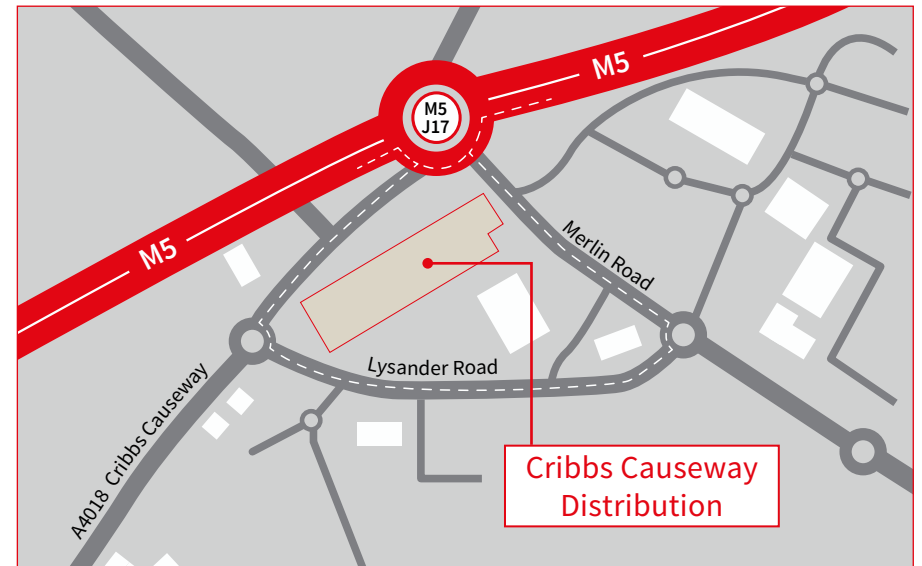 M5
M5
J17
M5
Merlin Road
Lysander Road
A4018 Cribbs Causeway
Cribbs Causeway
Distribution